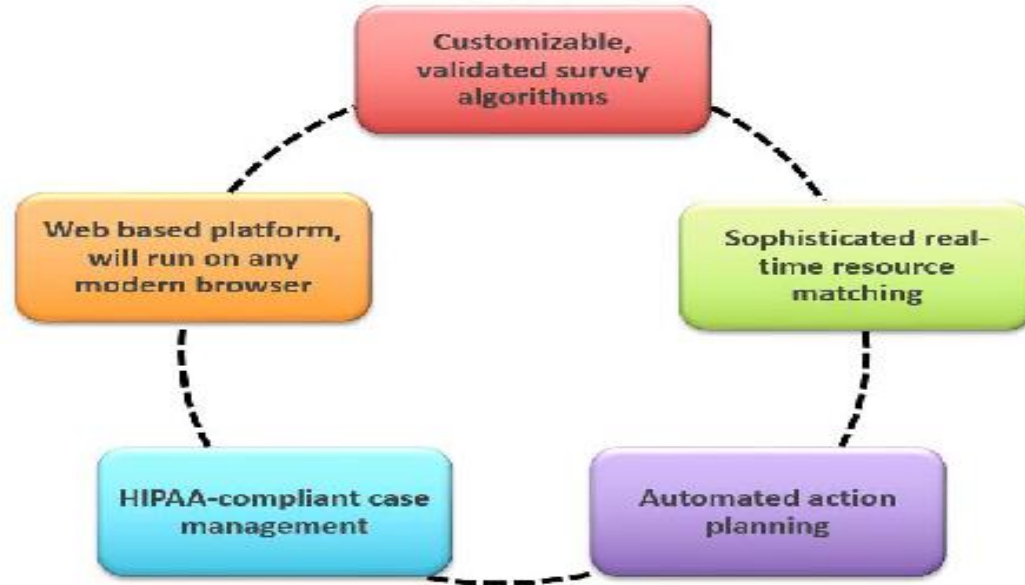 Customizable,
validated survey
algorithms
Web based platform,
will run on any
modern browser
Sophisticated real-
time resource
matching
HIPAA-compliant case
management
Automated action
planning